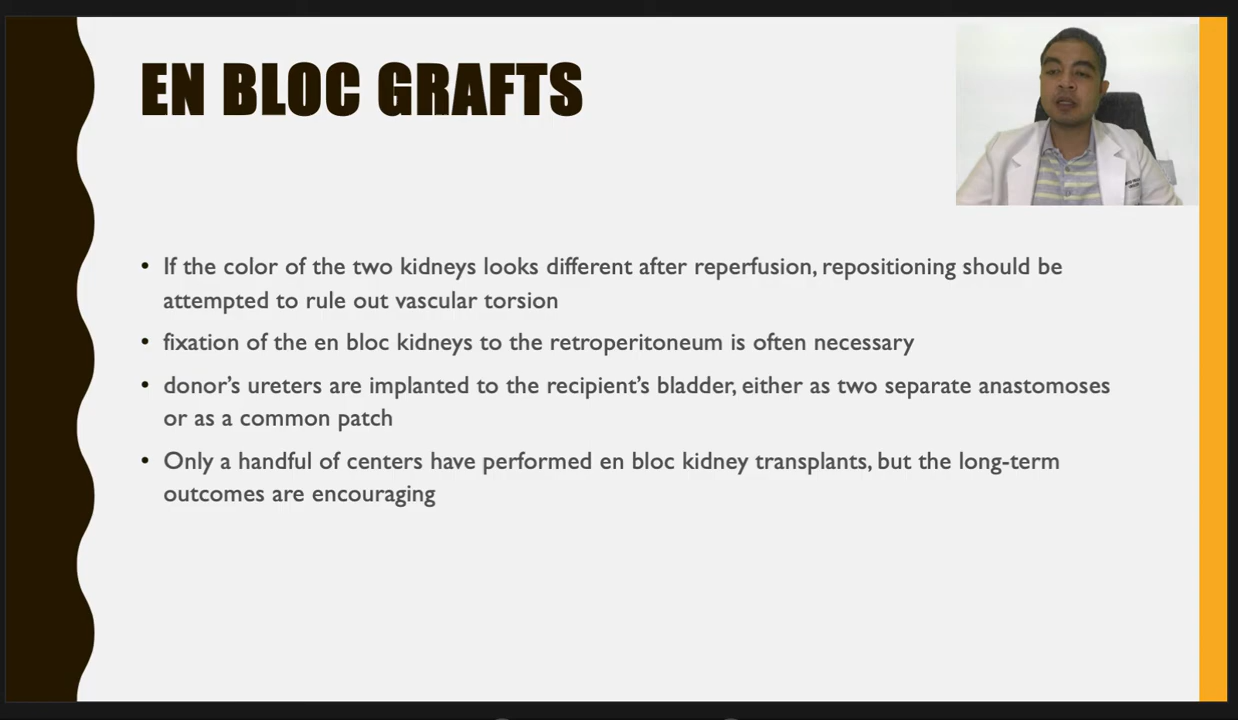 EN BLOC GRAFTS
• If the color of the two kidneys looks different after reperfusion, repositioning should be
attempted to rule out vascular torsion
• fixation of the en bloc kidneys to the retroperitoneum is often necessary
• donor’s ureters are implanted to the recipient’s bladder, either as two separate anastomoses
or as a common patch
• Only a handful of centers have performed en bloc kidney transplants, but the long-term
outcomes are encouraging